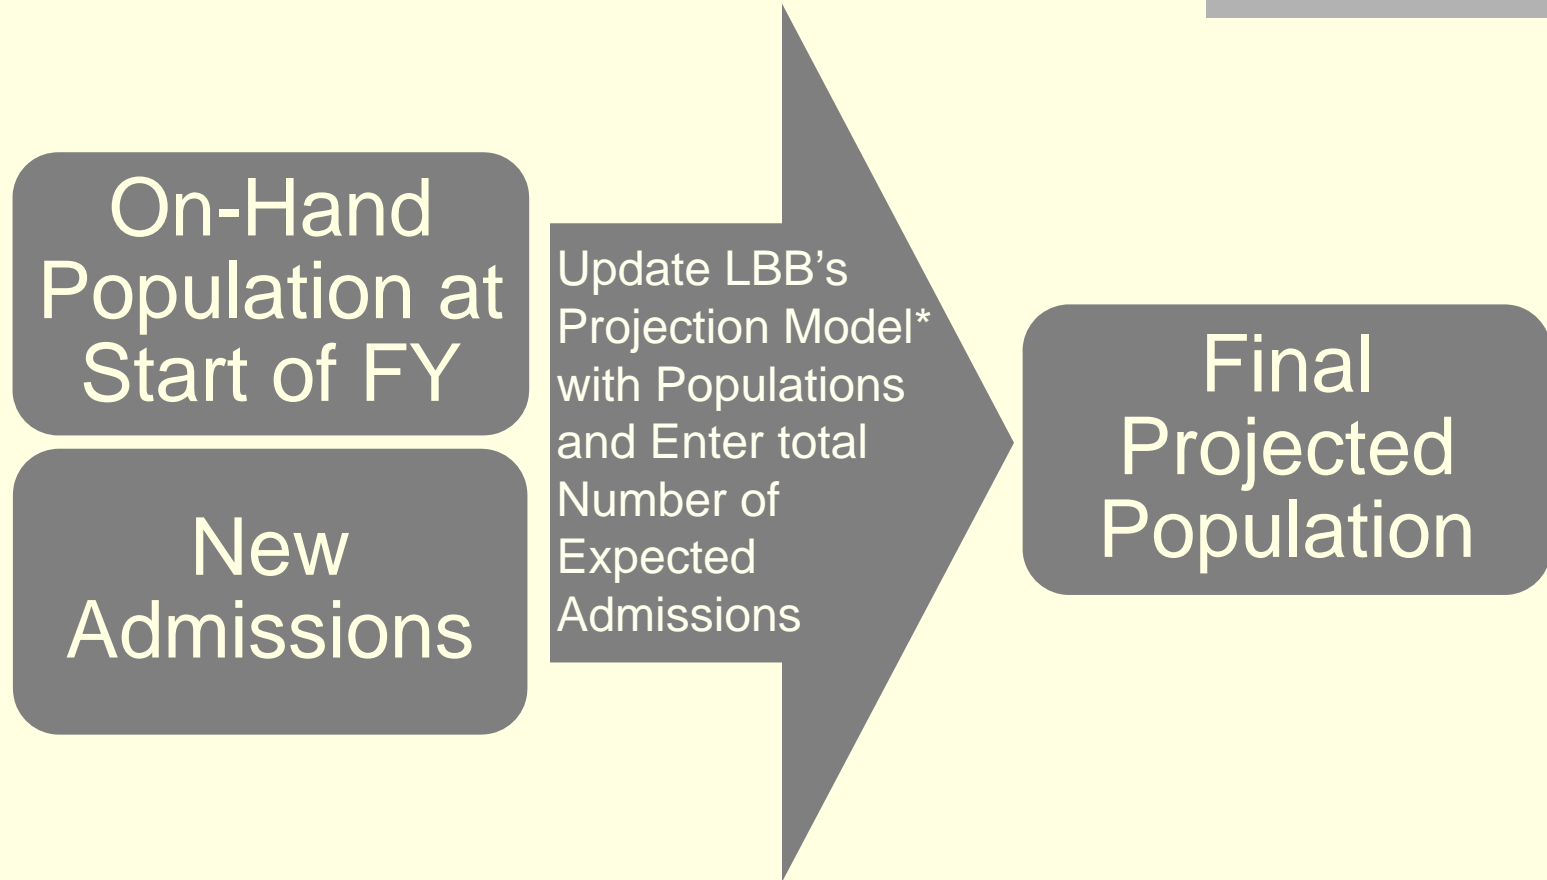 On-Hand
Population at
Start of FY
New
Admissions
Update LBB’s
Projection Model*
with Populations
and Enter total
Number of
Expected
Admissions
Final
Projected
Population